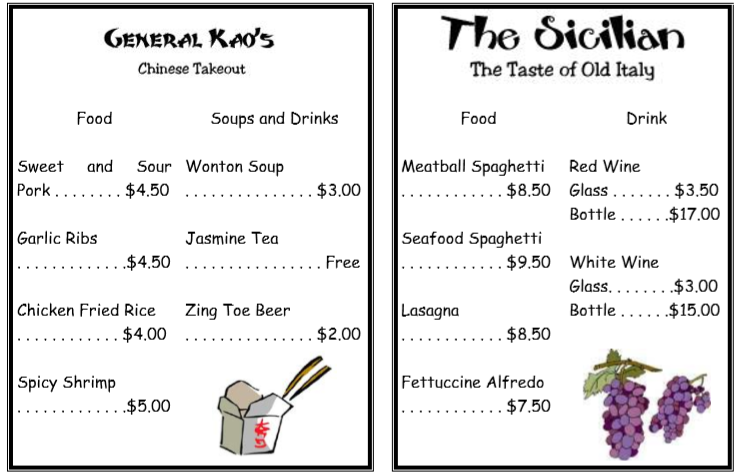 GENERAL KAO'S
Chinese Takeout
Food
Sweet and Sour
Pork . . . . . . . . $4.50
Garlic Ribs
. . . . . . . . . . . . .$4.50
Chicken Fried Rice
. . . . . . . . . . . . $4.00
Spicy Shrimp
. . . . . . . . . . . . .$5.00
Soups and Drinks
Wonton Soup
. . . . . . . . . . . . . . . $3.00
Jasmine Tea
. . . . . . . . . . . . . . . . Free
Zing Toe Beer
. . . . . . . . . . . . . . . $2.00
The Sicilian
The Taste of Old Italy
Food
Meatball Spaghetti
. . . . . . . . . . . . $8.50
Seafood Spaghetti
. . . . . . . . . . . . $9.50
Lasagna
. . . . . . . . . . . . $8.50
Fettuccine Alfredo
. . . . . . . . . . . . $7.50
Drink
Red Wine
Glass . . . . . . . $3.50
Bottle . . . . . .$17.00
White Wine
Glass. . . . . . . .$3.00
Bottle . . . . . .$15.00